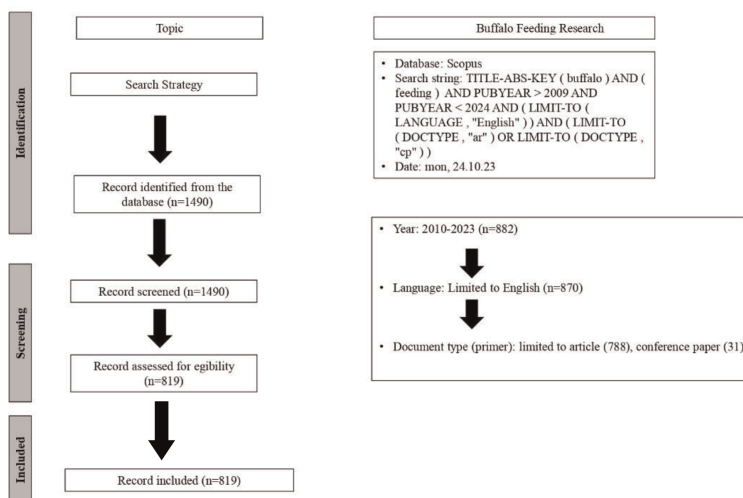 Topic
Buffalo Feeding Research
Identification
Search Strategy
Record identified from the
database (n=1490)
• Database: Scopus
• Search string: TITLE-ABS-KEY ( buffalo ) AND (
feeding ) AND PUBYEAR > 2009 AND
PUBYEAR < 2024 AND ( LIMIT-TO (
LANGUAGE , "English" ) ) AND ( LIMIT-TO
( DOCTYPE , "ar" ) OR LIMIT-TO ( DOCTYPE ,
"cp" ) )
• Date: mon, 24.10.23
Screening
Record screened (n=1490)
Record assessed for egibility
(n=819)
• Year: 2010-2023 (n=882)
• Language: Limited to English (n=870)
• Document type (primer): limited to article (788), conference paper (31)
Included
Record included (n=819)